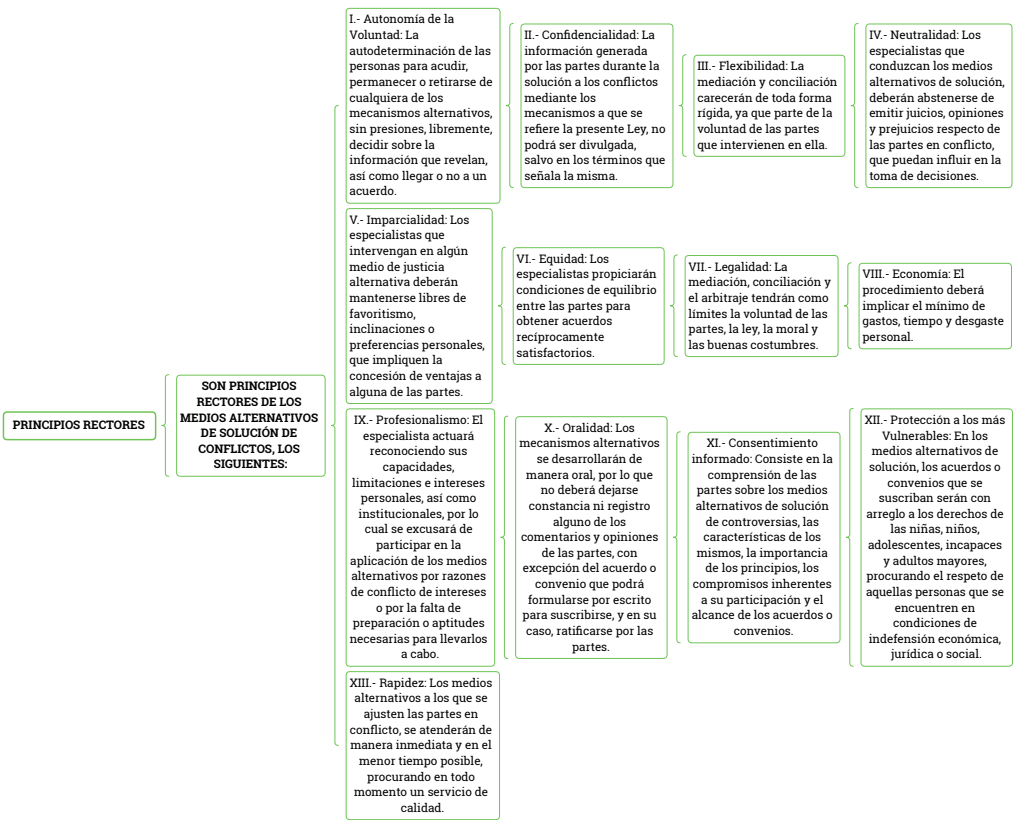 PRINCIPIOS RECTORES
SON PRINCIPIOS
RECTORES DE LOS
MEDIOS ALTERNATIVOS
DE SOLUCIÓN DE
CONFLICTOS, LOS
SIGUIENTES:
I.- Autonomía de la
Voluntad: La
autodeterminación de las
personas para acudir,
permanecer o retirarse de
cualquiera de los
mecanismos alternativos,
sin presiones, libremente,
decidir sobre la
información que revelan,
así como llegar o no a un
acuerdo.
II.- Confidencialidad: La
información generada
por las partes durante la
solución a los conflictos
mediante los
mecanismos a que se
refiere la presente Ley, no
podrá ser divulgada,
salvo en los términos que
señala la misma.
III.- Flexibilidad: La
mediación y conciliación
carecerán de toda forma
rígida, ya que parte de la
voluntad de las partes
que intervienen en ella.
IV.- Neutralidad: Los
especialistas que
conduzcan los medios
alternativos de solución,
deberán abstenerse de
emitir juicios, opiniones
y prejuicios respecto de
las partes en conflicto,
que puedan influir en la
toma de decisiones.
V.- Imparcialidad: Los
especialistas que
intervengan en algún
medio de justicia
alternativa deberán
mantenerse libres de
favoritismo,
inclinaciones o
preferencias personales,
que impliquen la
concesión de ventajas a
alguna de las partes.
VI.- Equidad: Los
especialistas propiciarán
condiciones de equilibrio
entre las partes para
obtener acuerdos
recíprocamente
satisfactorios.
VII.- Legalidad: La
mediación, conciliación y
el arbitraje tendrán como
límites la voluntad de las
partes, la ley, la moral y
las buenas costumbres.
VIII.- Economía: El
procedimiento deberá
implicar el mínimo de
gastos, tiempo y desgaste
personal.
IX.- Profesionalismo: El
especialista actuará
reconociendo sus
capacidades,
limitaciones e intereses
personales, así como
institucionales, por lo
cual se excusará de
participar en la
aplicación de los medios
alternativos por razones
de conflicto de intereses
o por la falta de
preparación o aptitudes
necesarias para llevarlos
a cabo.
X.- Oralidad: Los
mecanismos alternativos
se desarrollarán de
manera oral, por lo que
no deberá dejarse
constancia ni registro
alguno de los
comentarios y opiniones
de las partes, con
excepción del acuerdo o
convenio que podrá
formularse por escrito
para suscribirse, y en su
caso, ratificarse por las
partes.
XI.- Consentimiento
informado: Consiste en la
comprensión de las
partes sobre los medios
alternativos de solución
de controversias, las
características de los
mismos, la importancia
de los principios, los
compromisos inherentes
a su participación y el
alcance de los acuerdos o
convenios.
XII.- Protección a los más
Vulnerables: En los
medios alternativos de
solución, los acuerdos o
convenios que se
suscriban serán con
arreglo a los derechos de
las niñas, niños,
adolescentes, incapaces
y adultos mayores,
procurando el respeto de
aquellas personas que se
encuentren en
condiciones de
indefensión económica,
jurídica o social.
XIII.- Rapidez: Los medios
alternativos a los que se
ajusten las partes en
conflicto, se atenderán de
manera inmediata y en el
menor tiempo posible,
procurando en todo
momento un servicio de
calidad.